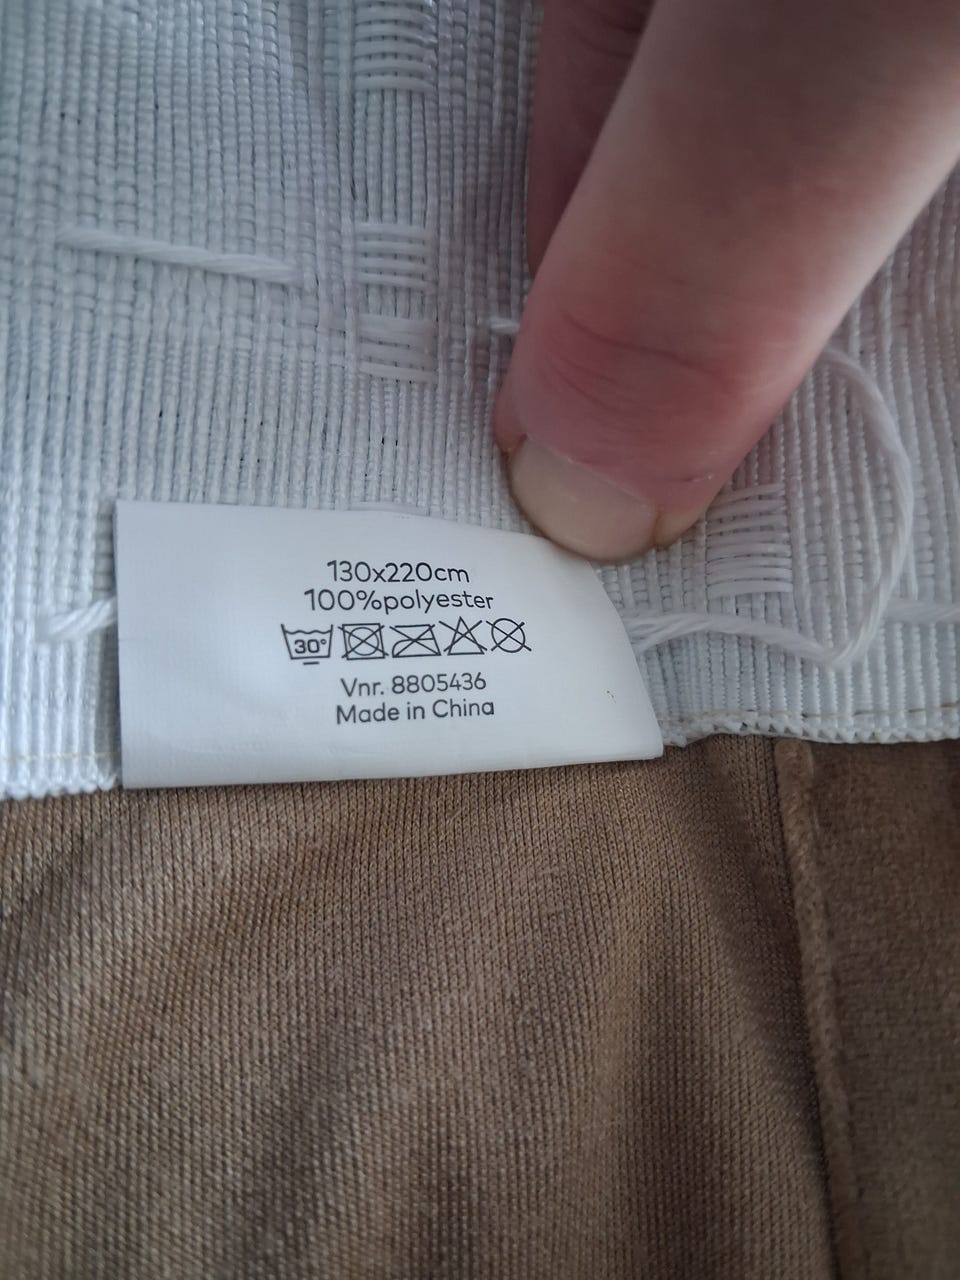 130x220cm
100%polyester
30°
Vnr. 8805436
Made in China